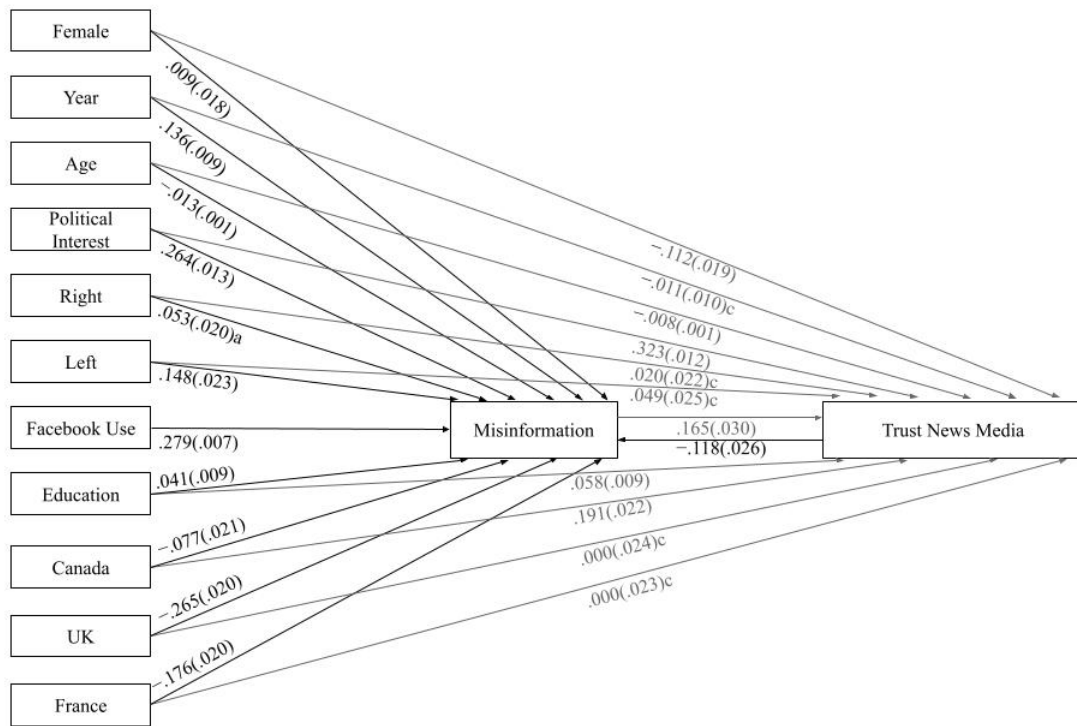 Female
.009(.018)
Year
.136(.009)
Age
−.013(.001)
Political
Interest
.264(.013)
Right
.053(.020)a
Left
.148(.023)
Facebook Use
.279(.007)
Education
.041(.009)
Canada
−.077(.021)
UK
−.265(.020)
France
−.176(.020)
Misinformation
−.112(.019)
−.011(.010)c
−.008(.001)
.323(.012)
.020(.022)c
.049(.025)c
.165(.030)
−.118(.026)
.058(.009)
.191(.022)
.000(.024)c
.000(.023)c
Trust News Media